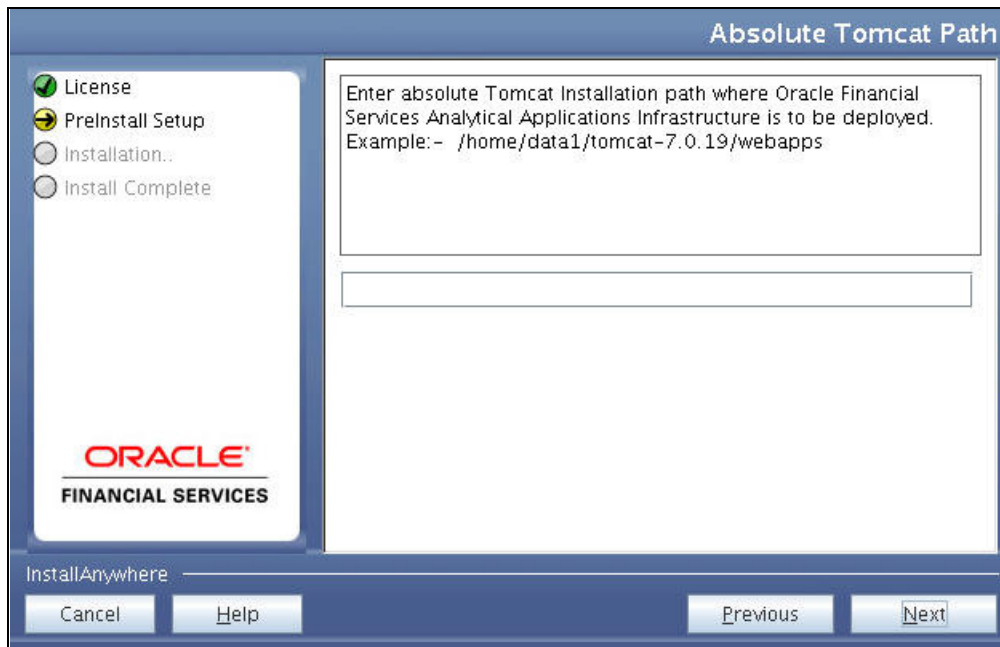 Absolute Tomcat Path
License
PreInstall Setup
Installation..
Install Complete
ORACLE
FINANCIAL SERVICES
Enter absolute Tomcat Installation path where Oracle Financial
Services Analytical Applications Infrastructure is to be deployed.
Example:- /home/data1/tomcat-7.0.19/webapps
InstallAnywhere
Cancel
Help
Previous
Next